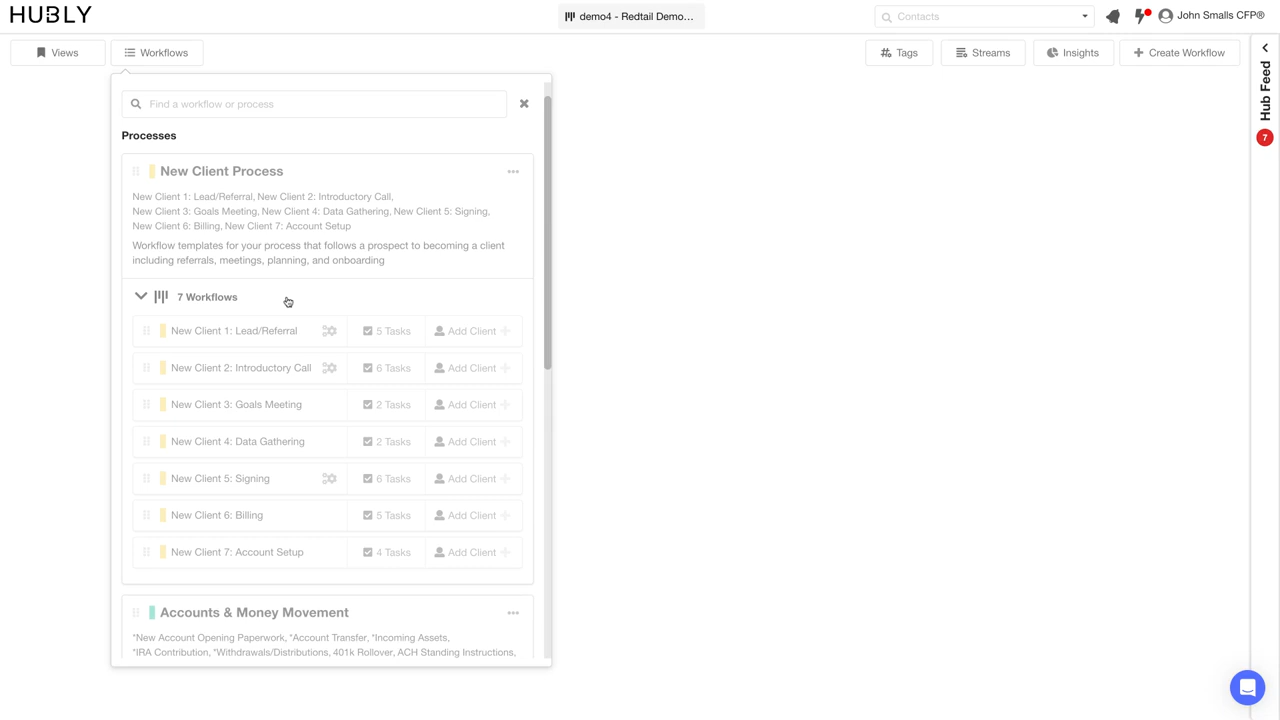 HUBLY
demo4 - Redtail Demo...
Contacts
John Smalls CFP®
Views
Workflows
Tags
Streams
Insights
Create Workflow
Hub Feed
7
Find a workflow or process
Processes
New Client Process
New Client 1: Lead/Referral, New Client 2: Introductory Call,
New Client 3: Goals Meeting, New Client 4: Data Gathering, New Client 5: Signing,
New Client 6: Billing, New Client 7: Account Setup
Workflow templates for your process that follows a prospect to becoming a client
including referrals, meetings, planning, and onboarding
7 Workflows
New Client 1: Lead/Referral 5 Tasks Add Client
New Client 2: Introductory Call 6 Tasks Add Client
New Client 3: Goals Meeting 2 Tasks Add Client
New Client 4: Data Gathering 2 Tasks Add Client
New Client 5: Signing 6 Tasks Add Client
New Client 6: Billing 5 Tasks Add Client
New Client 7: Account Setup 4 Tasks Add Client
Accounts & Money Movement
*New Account Opening Paperwork, *Account Transfer, *Incoming Assets,
*IRA Contribution, *Withdrawals/Distributions, 401k Rollover, ACH Standing Instructions,